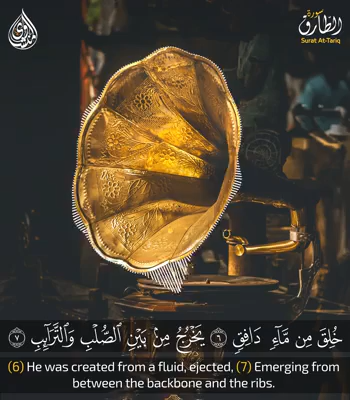 سورة
الطارق
Surat At-Tariq
خُلِقَ مِن مَّآءٍ دَافِقٍ ٦ يَخْرُجُ مِنۢ بَيْنِ ٱلصُّلْبِ وَٱلتَّرَآئِبِ ٧
(6) He was created from a fluid, ejected, (7) Emerging from
between the backbone and the ribs.